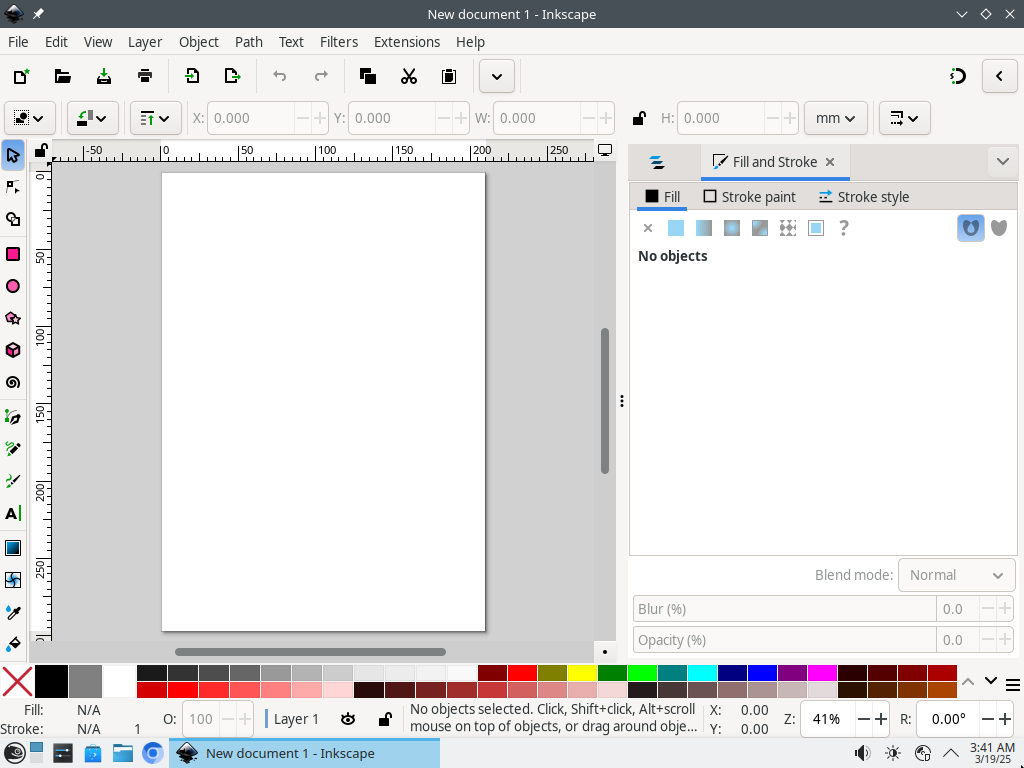 New document 1 - Inkscape
File Edit View Layer Object Path Text Filters Extensions Help
X: 0.000 Y: 0.000 W: 0.000 H: 0.000 mm
-50 0 50 100 150 200 250
Fill and Stroke
0 50 100 150 200 250
Fill Stroke paint Stroke style
?
No objects
A
Blend mode: Normal
Blur (%) 0.0
Opacity (%) 0.0
Fill: N/A
Stroke: N/A 1
O: 100
Layer 1
No objects selected. Click, Shift+click, Alt+scroll
mouse on top of objects, or drag around obje...
X: 0.00
Y: 0.00
Z: 41%
R: 0.00°
New document 1 - Inkscape
3:41 AM
3/19/25